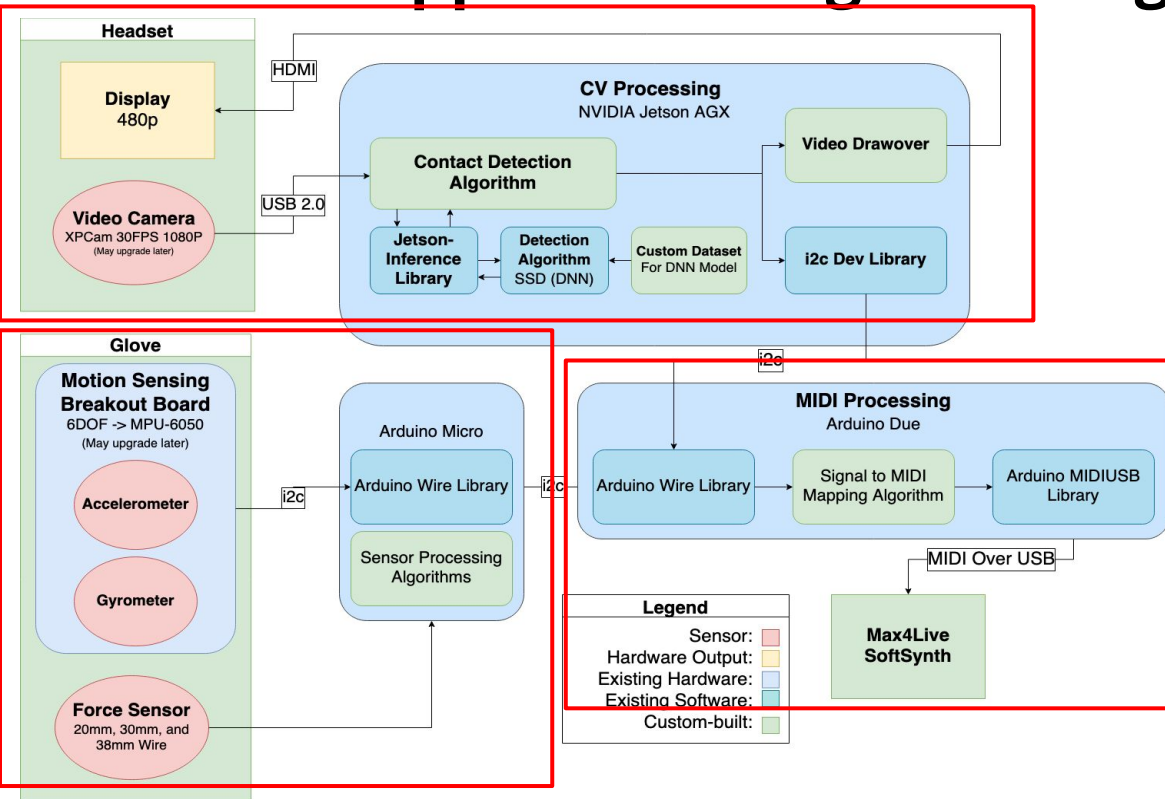 Headset
HDMI
Display
480p
CV Processing
NVIDIA Jetson AGX
Contact Detection
Algorithm
Video Drawover
Video Camera
XPCam 30FPS 1080P
(May upgrade later)
USB 2.0
Jetson-
Inference
Library
Detection
Algorithm
SSD (DNN)
Custom Dataset
For DNN Model
i2c Dev Library
Glove
i2c
Motion Sensing
Breakout Board
6DOF -> MPU-6050
(May upgrade later)
Accelerometer
Gyrometer
i2c
Arduino Micro
Arduino Wire Library
Sensor Processing
Algorithms
i2c
MIDI Processing
Arduino Due
Arduino Wire Library
Signal to MIDI
Mapping Algorithm
Arduino MIDIUSB
Library
MIDI Over USB
Force Sensor
20mm, 30mm, and
38mm Wire
Legend
Sensor:
Hardware Output:
Existing Hardware:
Existing Software:
Custom-built:
Max4Live
SoftSynth